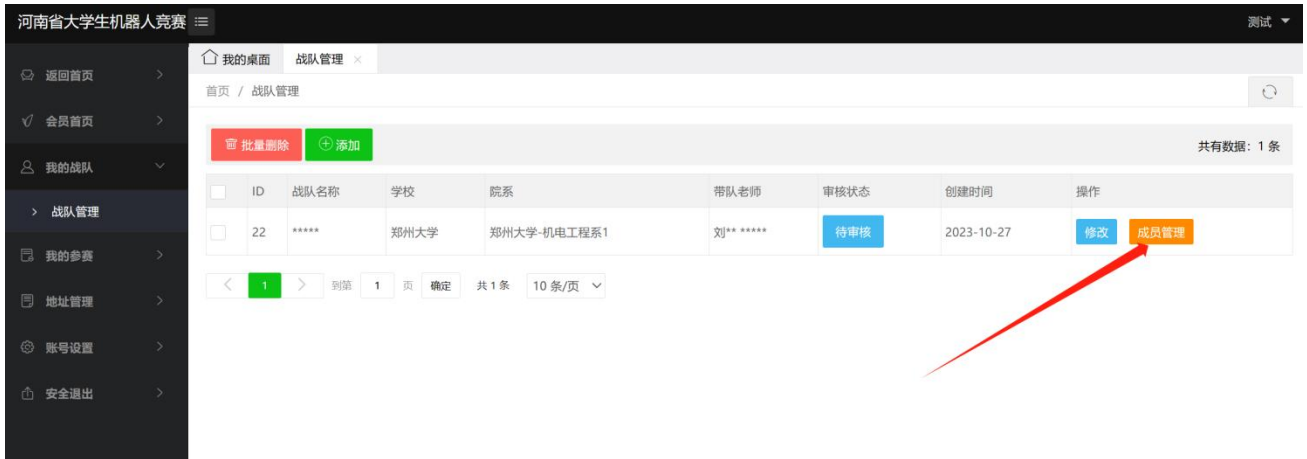 河南省大学生机器人竞赛
测试
返回首页
会员首页
我的战队
战队管理
我的参赛
地址管理
账号设置
安全退出
我的桌面 战队管理
首页 / 战队管理
批量删除 添加 共有数据：1 条
ID 战队名称 学校 院系 带队老师 审核状态 创建时间 操作
22 ***** 郑州大学 郑州大学-机电工程系1 刘** ***** 待审核 2023-10-27 修改 成员管理
1 到第 1 页 确定 共 1 条 10 条/页